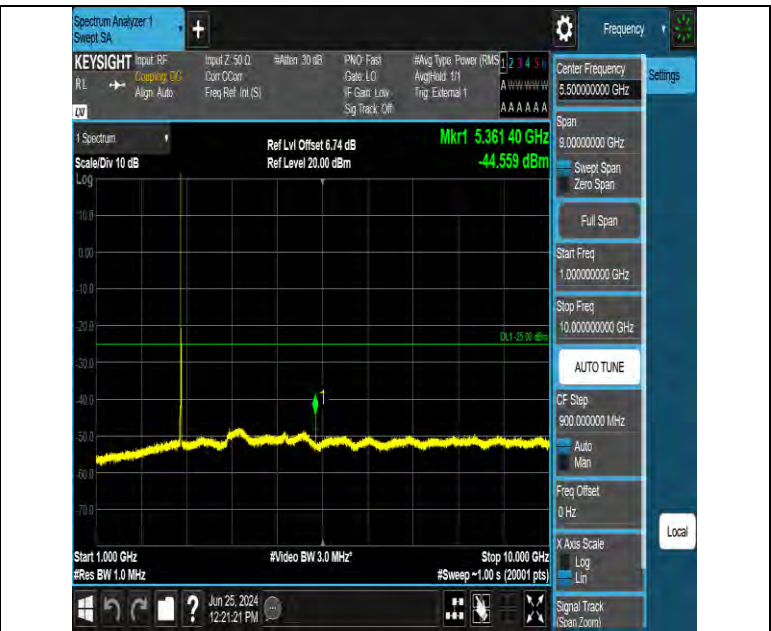 Spectrum Analyzer 1
Swept SA
+
Frequency
KEYSIGHT
RL
Input: RF
Coupling: DC
Align: Auto
Input Z: 50 Ω
Corr CCorr
Freq Ref: Int (S)
#Atten: 30 dB
PNO: Fast
Gate: LO
IF Gain: Low
Sig Track: Off
#Avg Type: Power (RMS
Avg|Hold: 1/1
Trig: External 1
1 2 3 4 5 6
A W W W W W
A A A A A A
1 Spectrum
Scale/Div 10 dB
Log
Ref Lvl Offset 6.74 dB
Ref Level 20.00 dBm
Mkr1 5.361 40 GHz
-44.559 dBm
10.0
0.00
-10.0
-20.0
-30.0
-40.0
-50.0
-60.0
-70.0
DL1 -25.00 dBm
1
Start 1.000 GHz
#Res BW 1.0 MHz
#Video BW 3.0 MHz*
Stop 10.000 GHz
#Sweep ~1.00 s (20001 pts)
Jun 25, 2024
12:21:21 PM
?
Center Frequency
5.500000000 GHz
Settings
Span
9.00000000 GHz
Swept Span
Zero Span
Full Span
Start Freq
1.000000000 GHz
Stop Freq
10.000000000 GHz
AUTO TUNE
CF Step
900.000000 MHz
Auto
Man
Freq Offset
0 Hz
X Axis Scale
Log
Lin
Local
Signal Track
(Span Zoom)